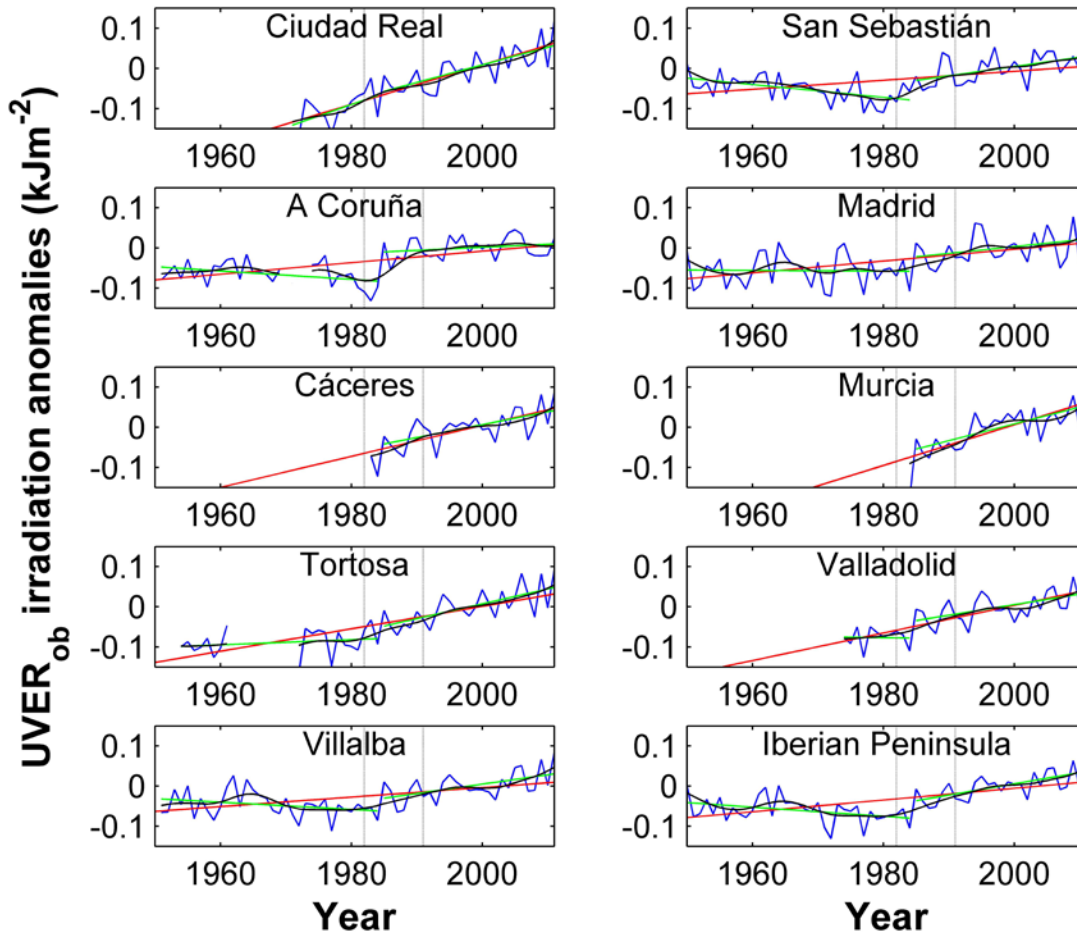 UVER_ob irradiation anomalies (kJm⁻²)
Ciudad Real
0.1
0
-0.1
1960 1980 2000
San Sebastián
0.1
0
-0.1
1960 1980 2000
A Coruña
0.1
0
-0.1
1960 1980 2000
Madrid
0.1
0
-0.1
1960 1980 2000
Cáceres
0.1
0
-0.1
1960 1980 2000
Murcia
0.1
0
-0.1
1960 1980 2000
Tortosa
0.1
0
-0.1
1960 1980 2000
Valladolid
0.1
0
-0.1
1960 1980 2000
Villalba
0.1
0
-0.1
1960 1980 2000
Year
Iberian Peninsula
0.1
0
-0.1
1960 1980 2000
Year